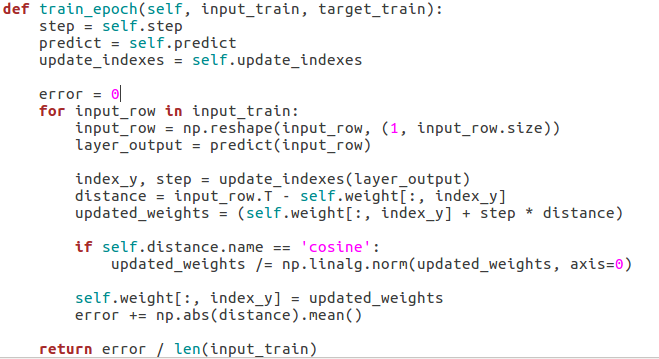 def train_epoch(self, input_train, target_train):
    step = self.step
    predict = self.predict
    update_indexes = self.update_indexes

    error = 0
    for input_row in input_train:
        input_row = np.reshape(input_row, (1, input_row.size))
        layer_output = predict(input_row)

        index_y, step = update_indexes(layer_output)
        distance = input_row.T - self.weight[:, index_y]
        updated_weights = (self.weight[:, index_y] + step * distance)

        if self.distance.name == 'cosine':
            updated_weights /= np.linalg.norm(updated_weights, axis=0)

        self.weight[:, index_y] = updated_weights
        error += np.abs(distance).mean()

    return error / len(input_train)